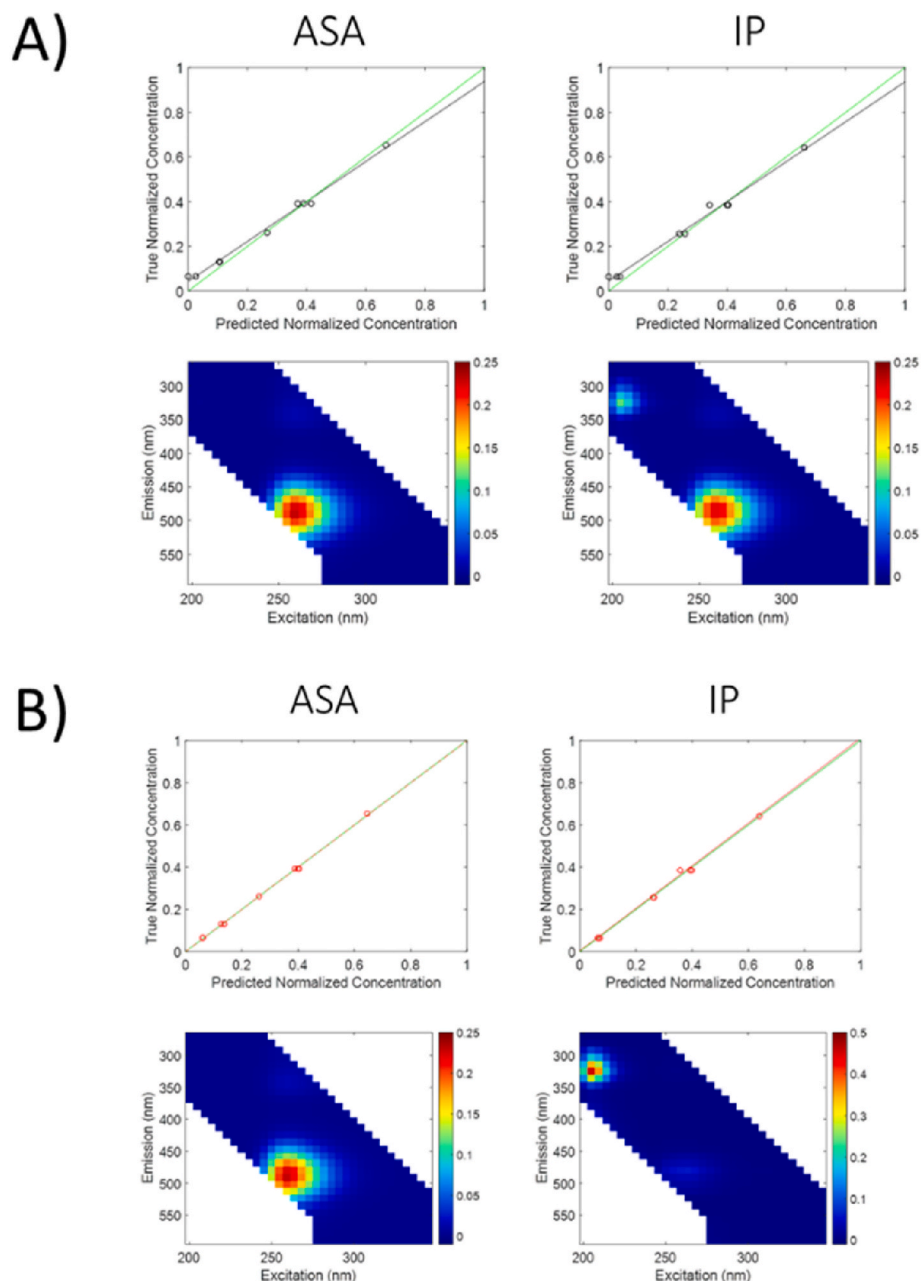 A)
ASA
IP
1
0.8
0.6
0.4
0.2
0
True Normalized Concentration
0 0.2 0.4 0.6 0.8 1
Predicted Normalized Concentration
1
0.8
0.6
0.4
0.2
0
True Normalized Concentration
0 0.2 0.4 0.6 0.8 1
Predicted Normalized Concentration
300
350
400
450
500
550
Emission (nm)
200 250 300
Excitation (nm)
0.25
0.2
0.15
0.1
0.05
0
300
350
400
450
500
550
Emission (nm)
200 250 300
Excitation (nm)
0.25
0.2
0.15
0.1
0.05
0
B)
ASA
IP
1
0.8
0.6
0.4
0.2
0
True Normalized Concentration
0 0.2 0.4 0.6 0.8 1
Predicted Normalized Concentration
1
0.8
0.6
0.4
0.2
0
True Normalized Concentration
0 0.2 0.4 0.6 0.8 1
Predicted Normalized Concentration
300
350
400
450
500
550
Emission (nm)
200 250 300
Excitation (nm)
0.25
0.2
0.15
0.1
0.05
0
300
350
400
450
500
550
Emission (nm)
200 250 300
Excitation (nm)
0.5
0.4
0.3
0.2
0.1
0